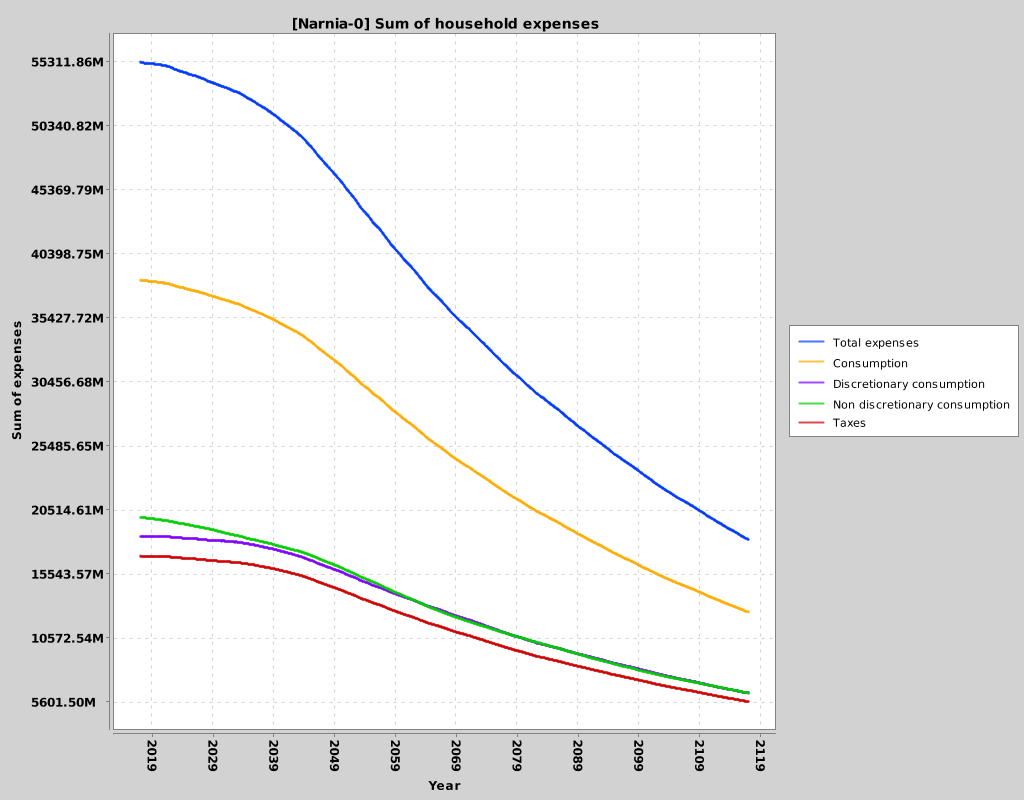 [Narnia-0] Sum of household expenses
55311.86M
50340.82M
45369.79M
40398.75M
35427.72M
30456.68M
25485.65M
20514.61M
15543.57M
10572.54M
5601.50M
Sum of expenses
2019
2029
2039
2049
2059
2069
2079
2089
2099
2109
2119
Year
Total expenses
Consumption
Discretionary consumption
Non discretionary consumption
Taxes